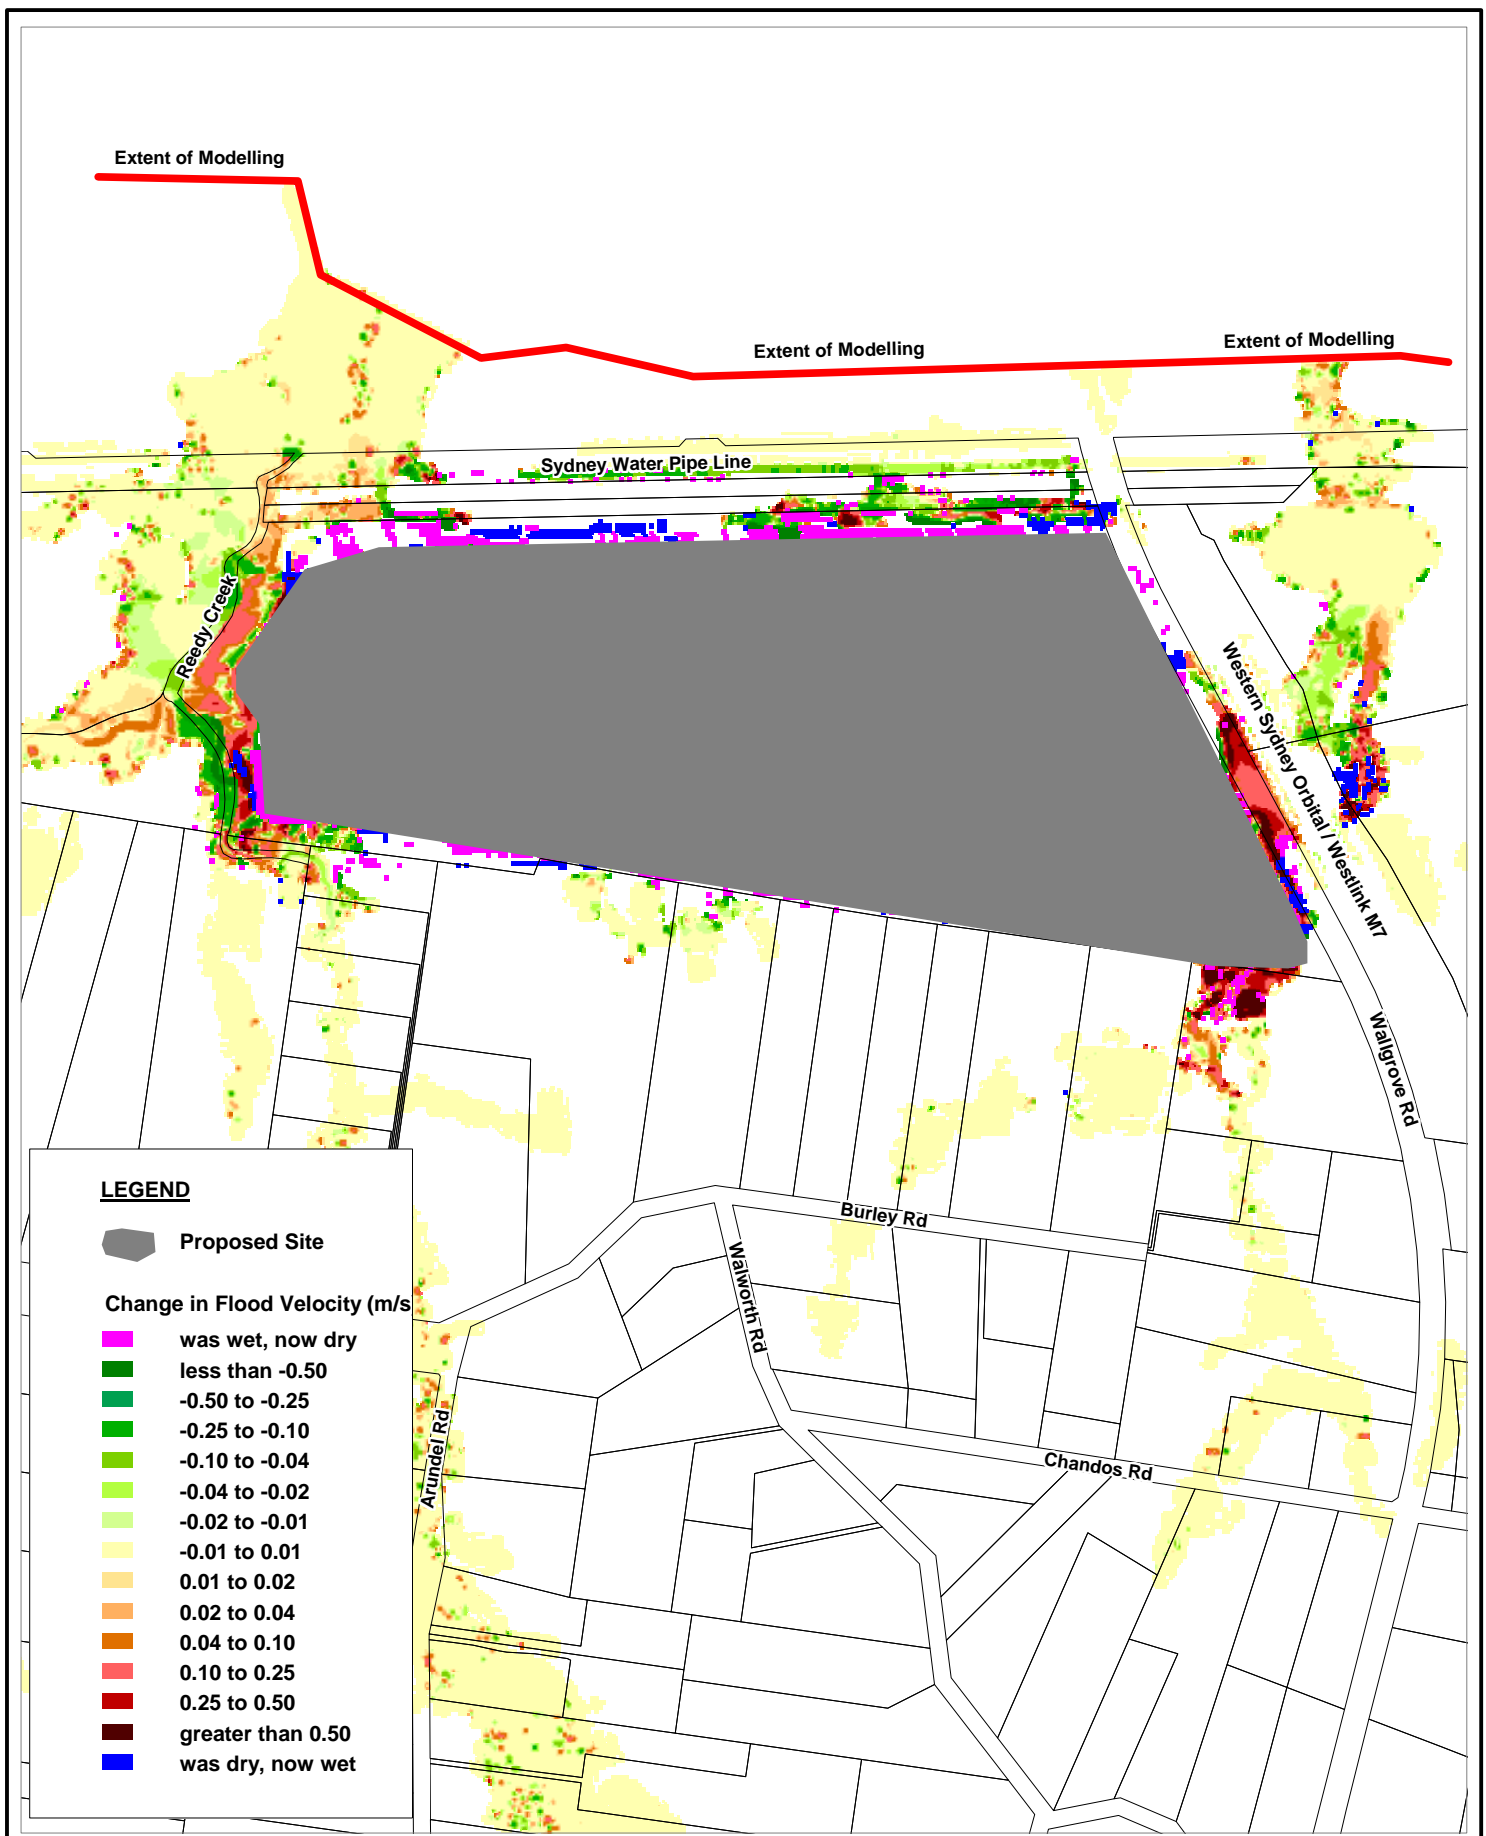 Extent of Modelling
Extent of Modelling
Extent of Modelling
Sydney Water Pipe Line
Reedy Creek
Western Sydney Orbital / Westlink M7
Wallgrove Rd
Burley Rd
Walworth Rd
Chandos Rd
Arundel Rd
LEGEND
Proposed Site
Change in Flood Velocity (m/s
was wet, now dry
less than -0.50
-0.50 to -0.25
-0.25 to -0.10
-0.10 to -0.04
-0.04 to -0.02
-0.02 to -0.01
-0.01 to 0.01
0.01 to 0.02
0.02 to 0.04
0.04 to 0.10
0.10 to 0.25
0.25 to 0.50
greater than 0.50
was dry, now wet